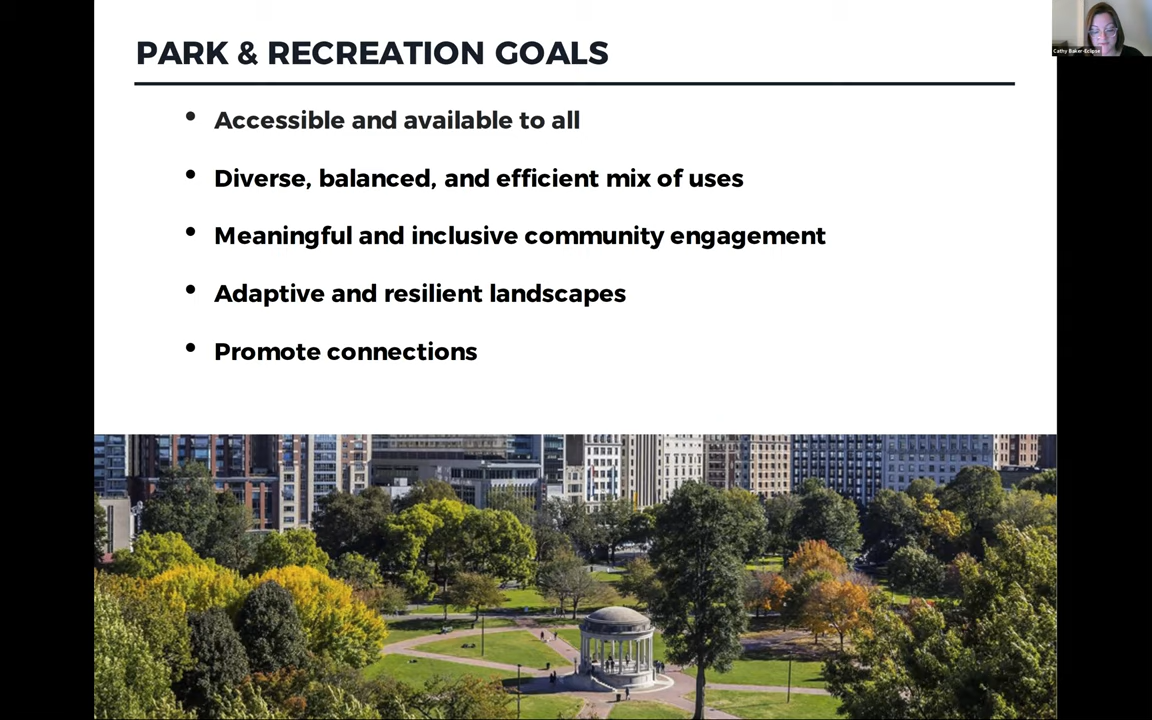 PARK & RECREATION GOALS
• Accessible and available to all
• Diverse, balanced, and efficient mix of uses
• Meaningful and inclusive community engagement
• Adaptive and resilient landscapes
• Promote connections
Cathy Baker-Eclipse